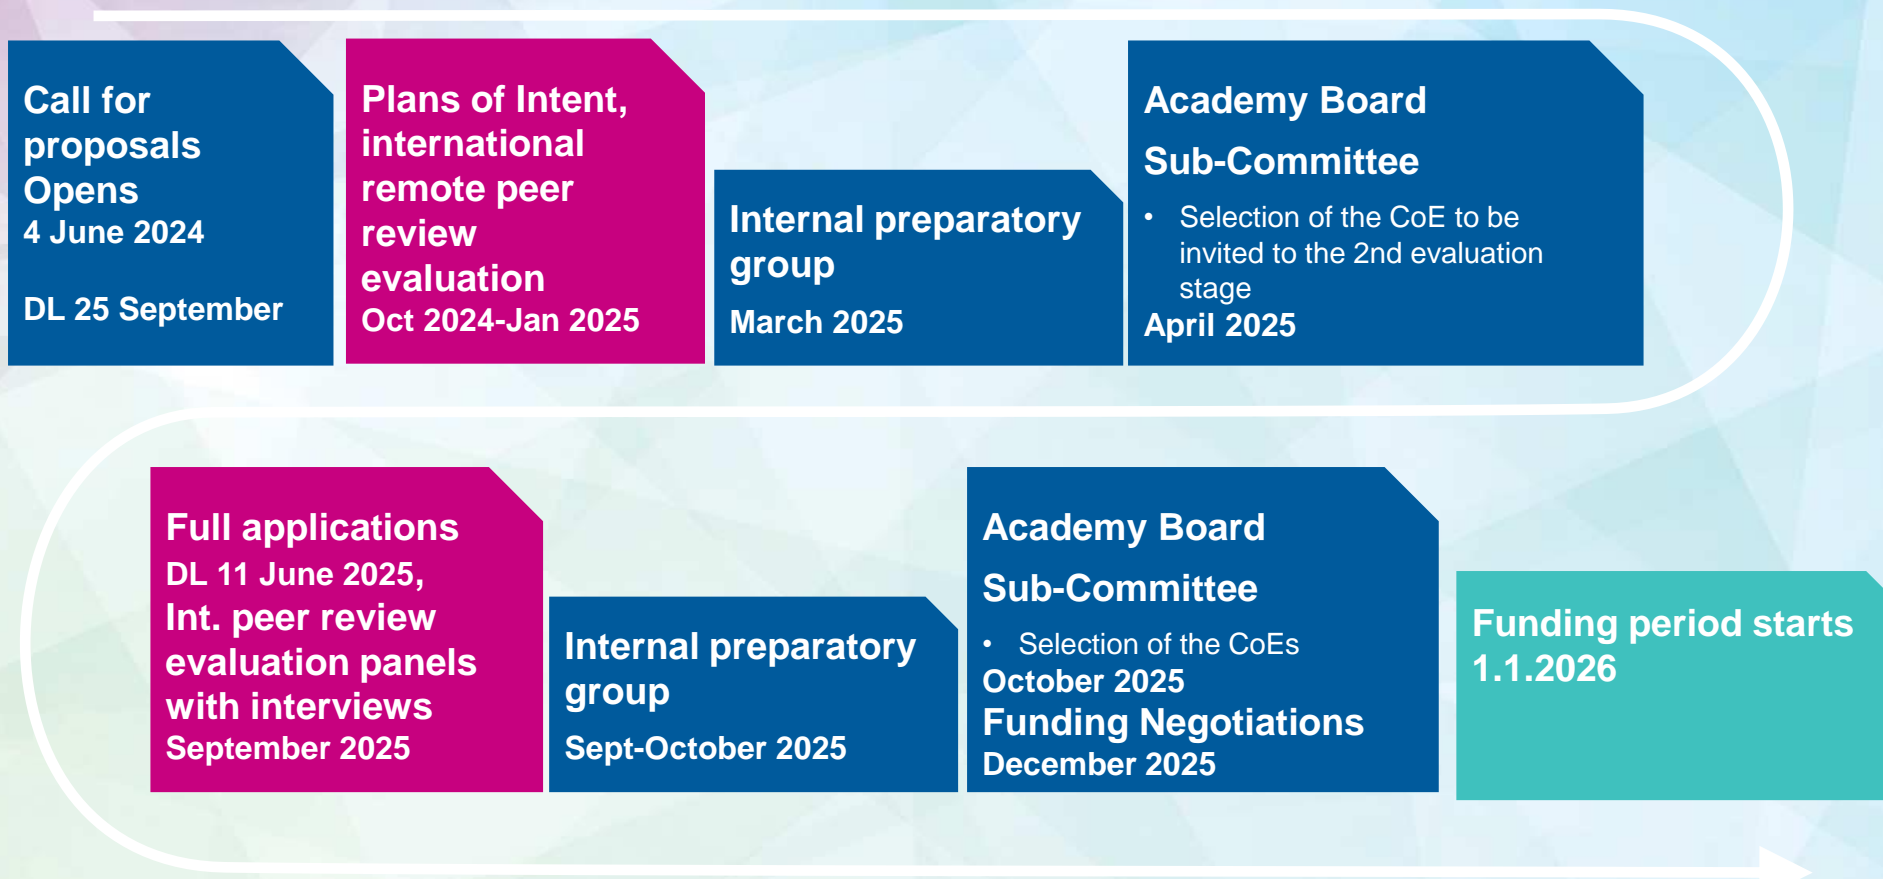 Call for
proposals
Opens
4 June 2024
DL 25 September
Plans of Intent,
international
remote peer
review
evaluation
Oct 2024-Jan 2025
Internal preparatory
group
March 2025
Academy Board
Sub-Committee
• Selection of the CoE to be
invited to the 2nd evaluation
stage
April 2025
Full applications
DL 11 June 2025,
Int. peer review
evaluation panels
with interviews
September 2025
Internal preparatory
group
Sept-October 2025
Academy Board
Sub-Committee
• Selection of the CoEs
October 2025
Funding Negotiations
December 2025
Funding period starts
1.1.2026